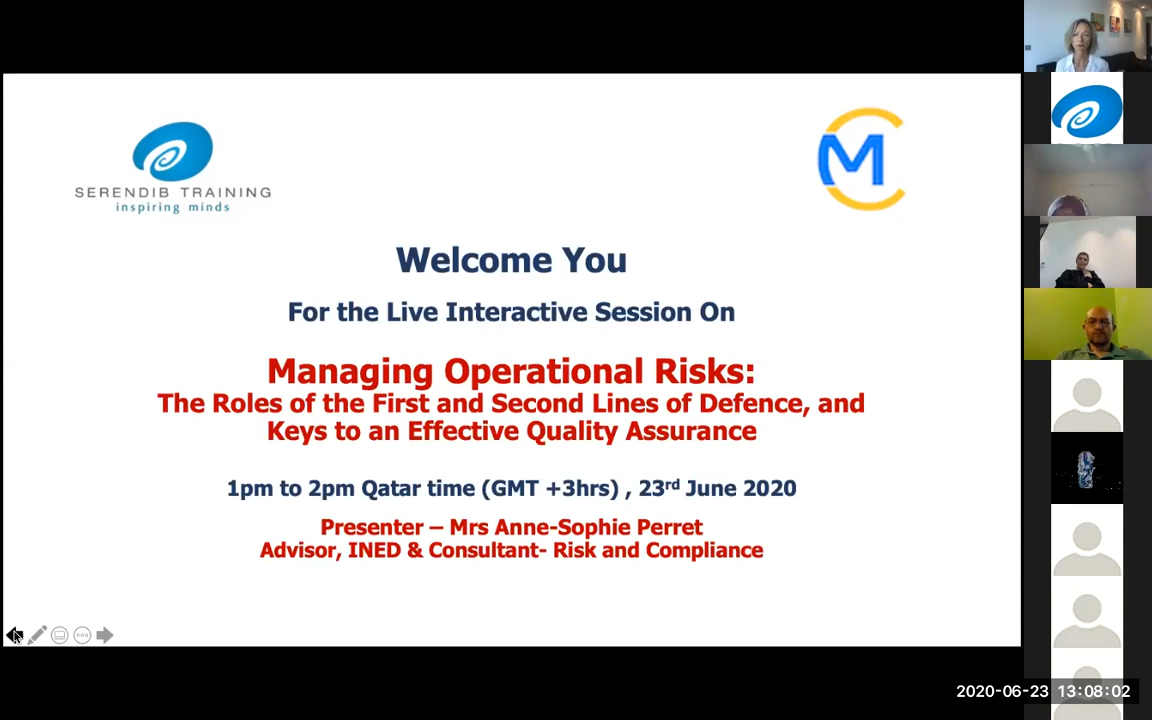 SERENDIB TRAINING
inspiring minds
M
Welcome You
For the Live Interactive Session On
Managing Operational Risks:
The Roles of the First and Second Lines of Defence, and
Keys to an Effective Quality Assurance
1pm to 2pm Qatar time (GMT +3hrs) , 23rd June 2020
Presenter – Mrs Anne-Sophie Perret
Advisor, INED & Consultant- Risk and Compliance
2020-06-23 13:08:02